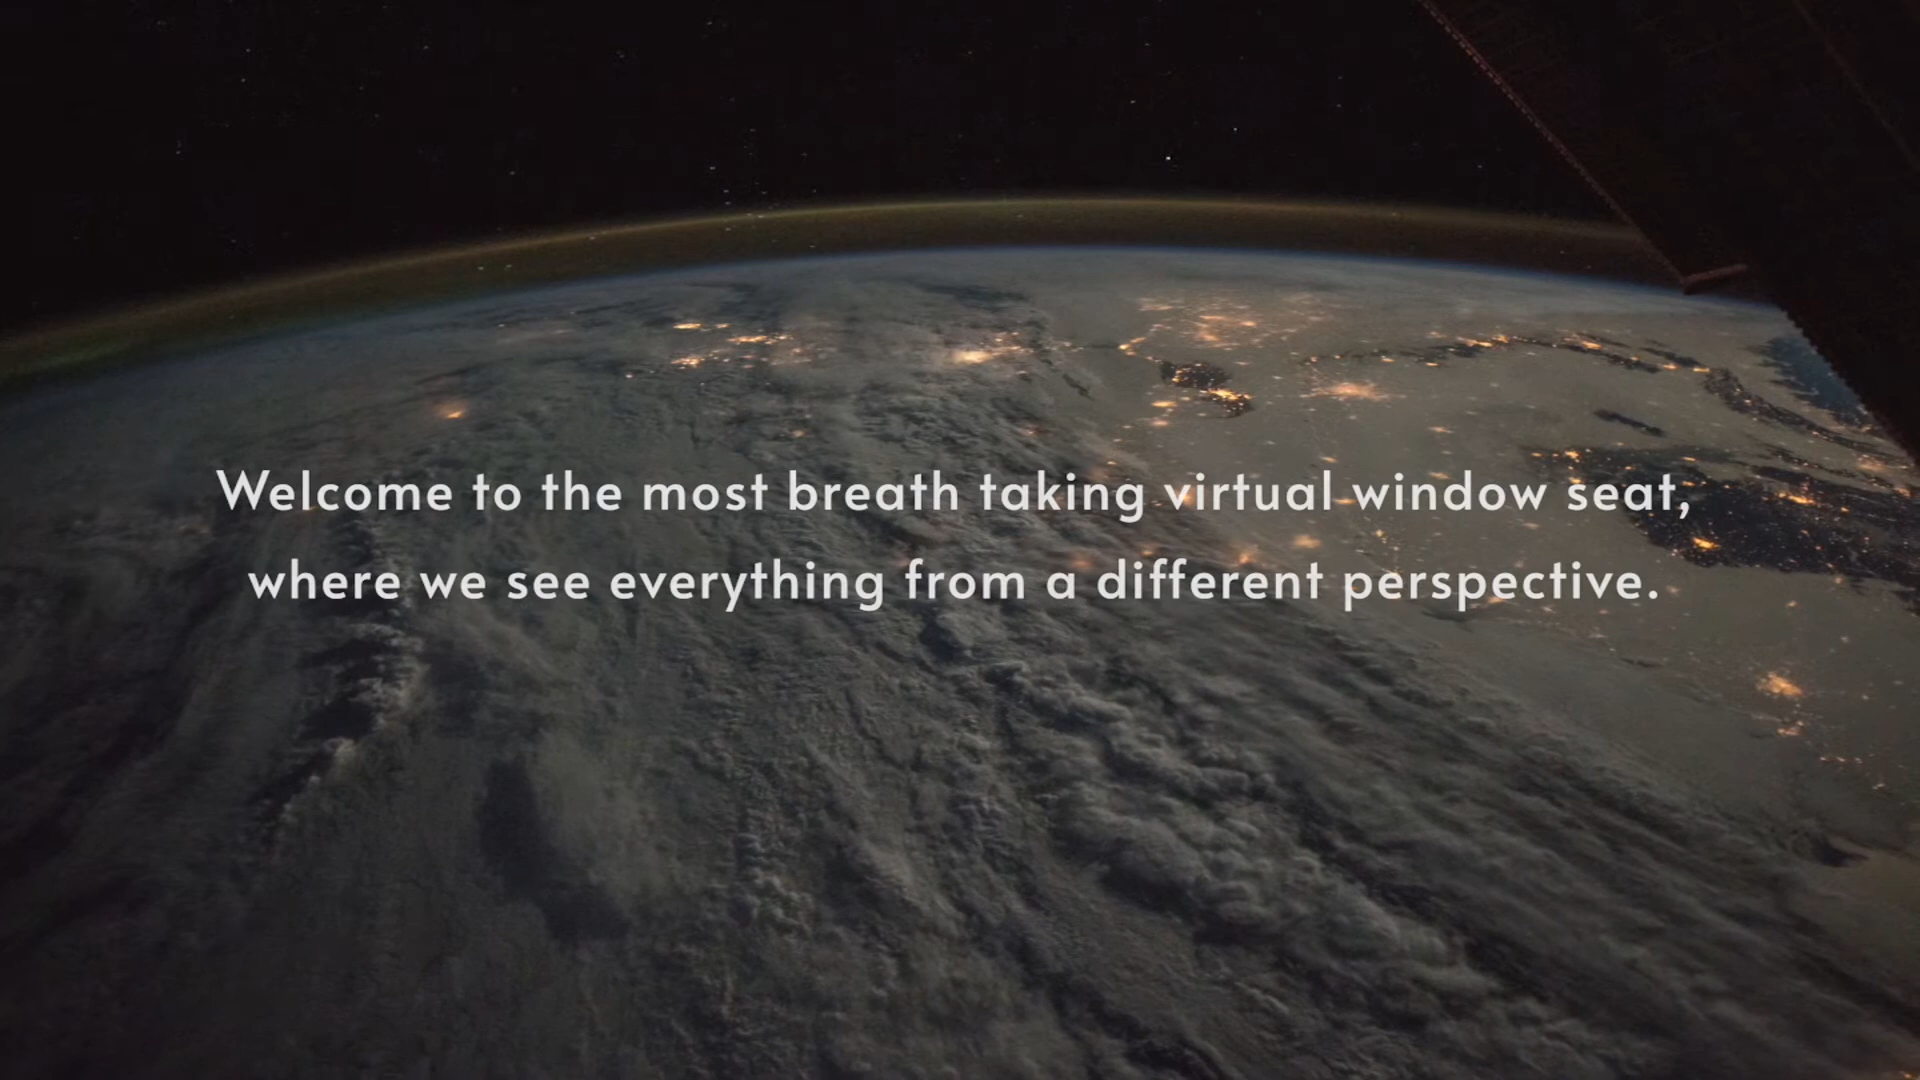 Welcome to the most breath taking virtual window seat,
where we see everything from a different perspective.